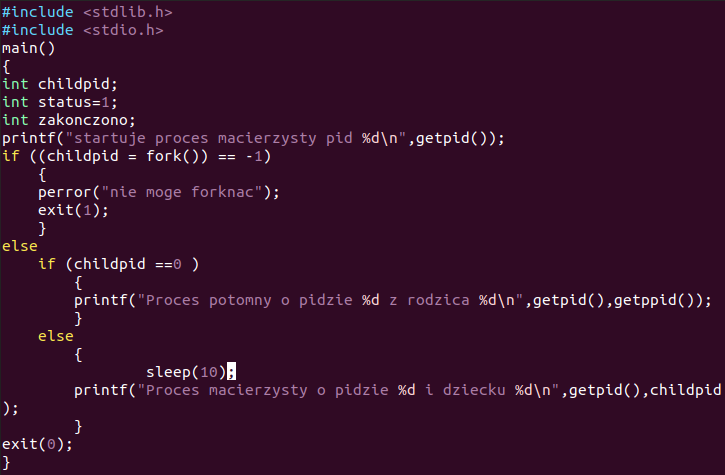 #include <stdlib.h>
#include <stdio.h>
main()
{
int childpid;
int status=1;
int zakonczono;
printf("startuje proces macierzysty pid %d\n",getpid());
if ((childpid = fork()) == -1)
    {
    perror("nie moge forknac");
    exit(1);
    }
else
    if (childpid ==0 )
        {
        printf("Proces potomny o pidzie %d z rodzica %d\n",getpid(),getppid());
        }
    else
        {
                sleep(10);
        printf("Proces macierzysty o pidzie %d i dziecku %d\n",getpid(),childpid
);
        }
exit(0);
}